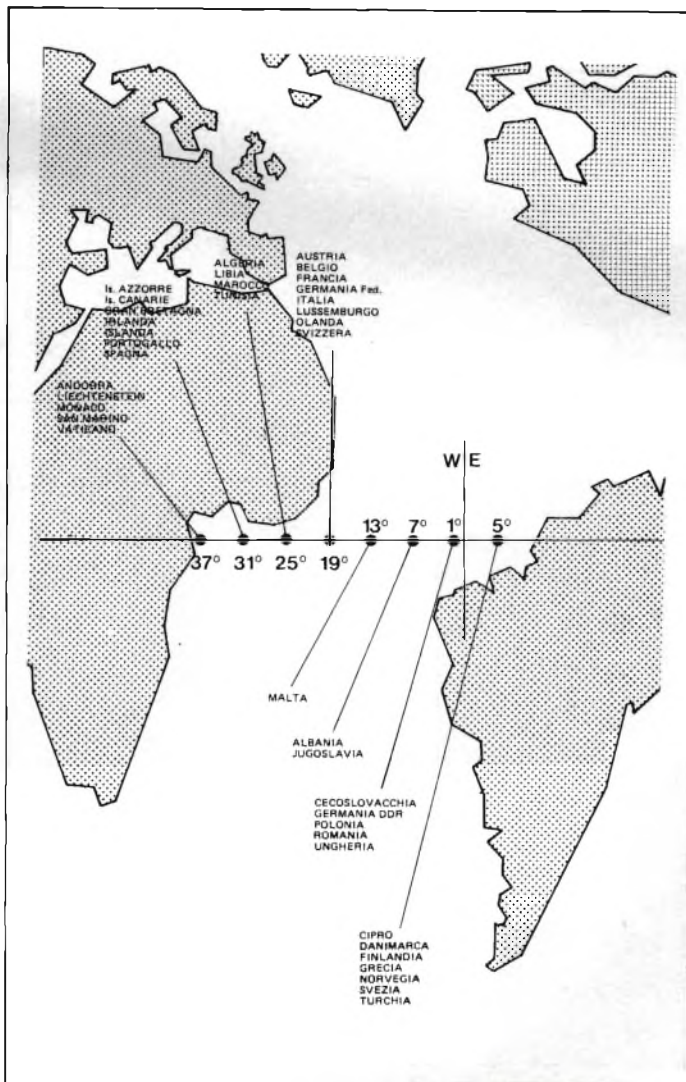 Is. AZZORRE
Is. CANARIE
GRAN BRETAGNA
IRLANDA
ISLANDA
PORTOGALLO
SPAGNA
ALGERIA
LIBIA
MAROCCO
TUNISIA
AUSTRIA
BELGIO
FRANCIA
GERMANIA Fed.
ITALIA
LUSSEMBURGO
OLANDA
SVIZZERA
ANDORRA
LIECHTENSTEIN
MONACO
SAN MARINO
VATICANO
W E
37°
31°
25°
19°
13°
7°
1°
5°
MALTA
ALBANIA
JUGOSLAVIA
CECOSLOVACCHIA
GERMANIA DDR
POLONIA
ROMANIA
UNGHERIA
CIPRO
DANIMARCA
FINLANDIA
GRECIA
NORVEGIA
SVEZIA
TURCHIA